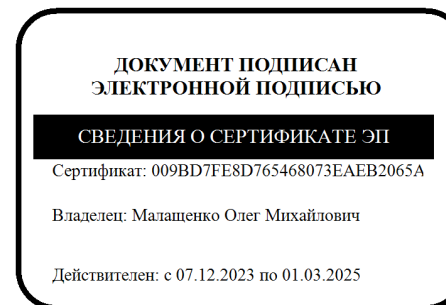 ДОКУМЕНТ ПОДПИСАН
ЭЛЕКТРОННОЙ ПОДПИСЬЮ
СВЕДЕНИЯ О СЕРТИФИКАТЕ ЭП
Сертификат: 009BD7FE8D765468073EAEB2065A
Владелец: Малащенко Олег Михайлович
Действителен: с 07.12.2023 по 01.03.2025